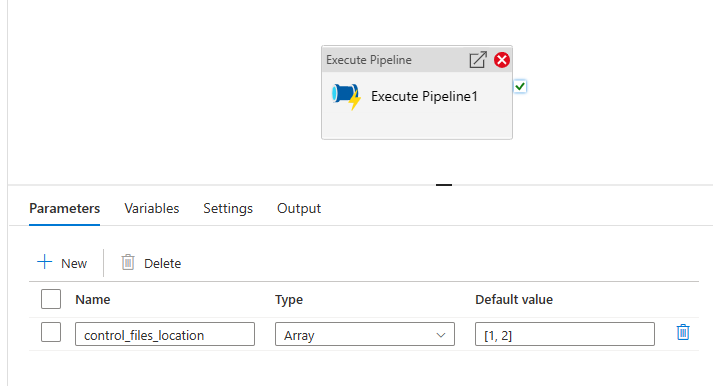 Execute Pipeline
Execute Pipeline1
Parameters Variables Settings Output
New Delete
Name Type Default value
control_files_location Array [1, 2]